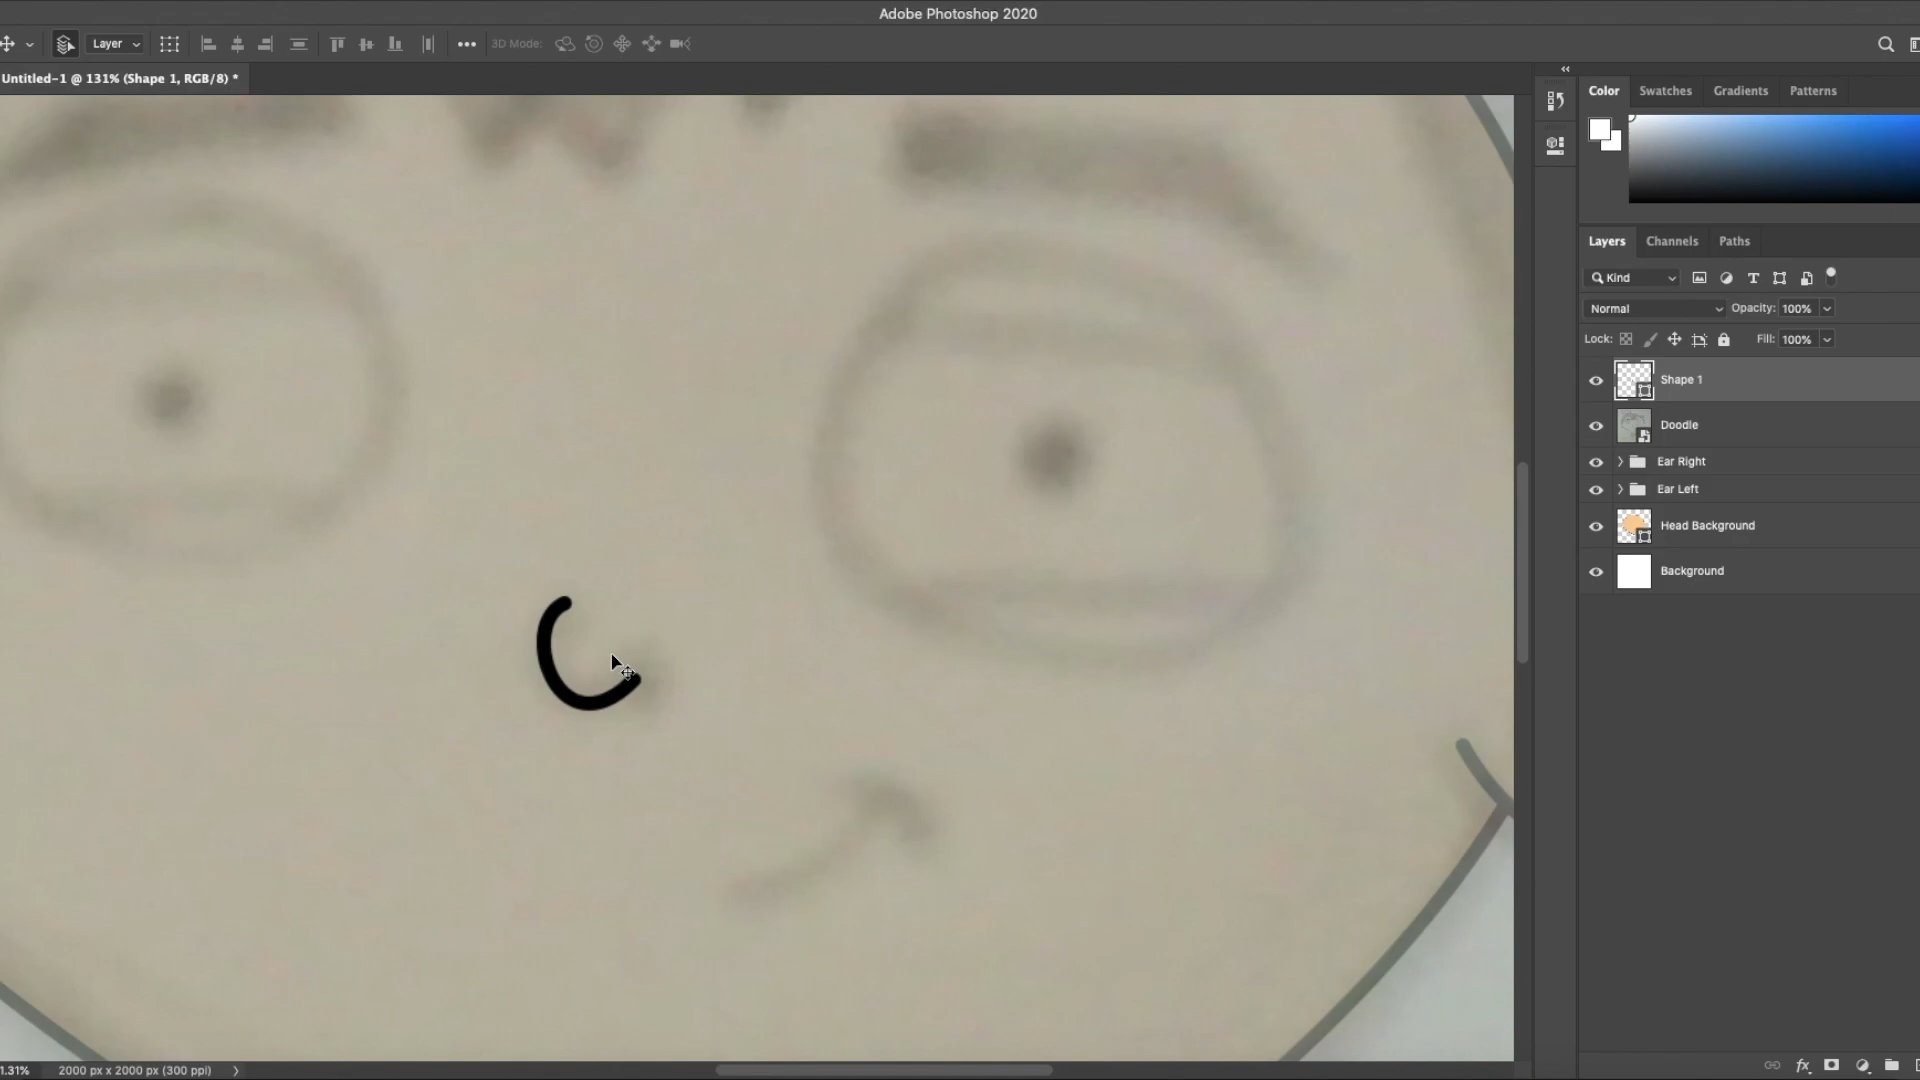 Adobe Photoshop 2020
Layer
3D Mode:
Untitled-1 @ 131% (Shape 1, RGB/8) *
Color Swatches Gradients Patterns
Layers Channels Paths
Kind
Normal Opacity: 100%
Lock: Fill: 100%
Shape 1
Doodle
Ear Right
Ear Left
Head Background
Background
1.31% 2000 px x 2000 px (300 ppi)
fx